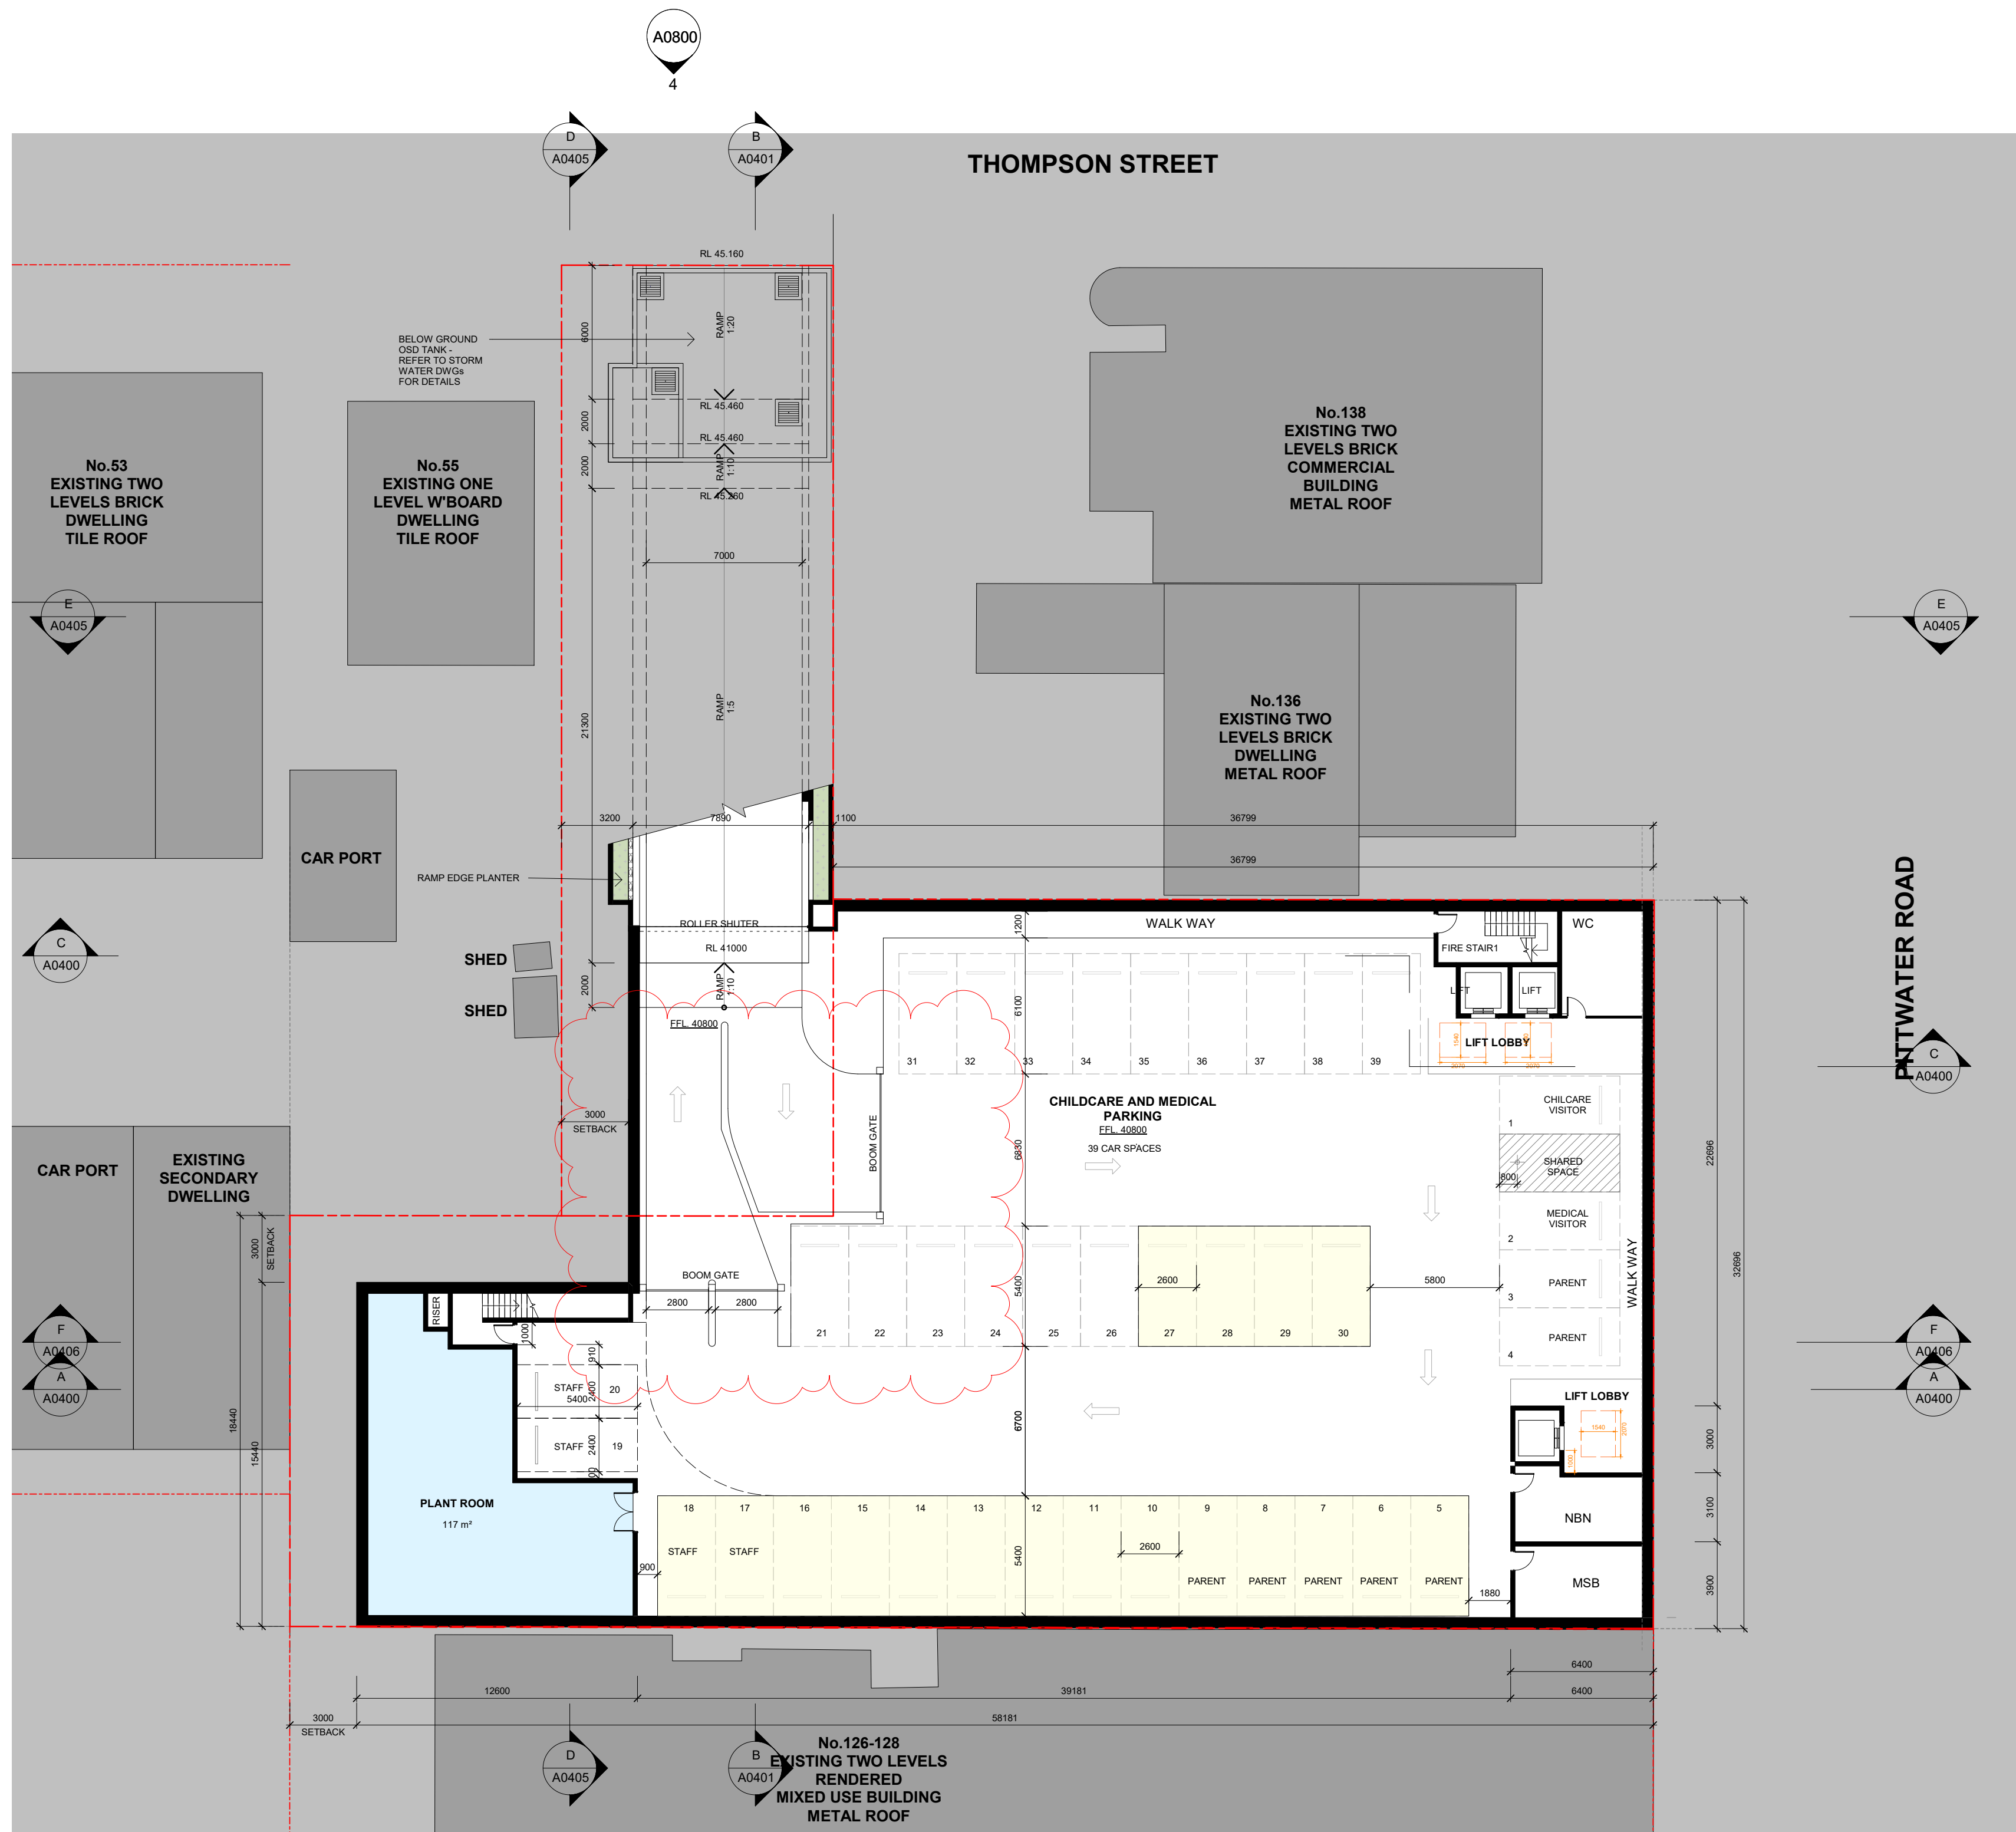 A0800
4
D
A0405
B
A0401
THOMPSON STREET
RL 45.160
6000
RAMP
1:20
BELOW GROUND
OSD TANK -
REFER TO STORM
WATER DWGs
FOR DETAILS
RL 45.460
2000
RL 45.460
2000
RAMP
1:10
RL 45.260
7000
No.53
EXISTING TWO
LEVELS BRICK
DWELLING
TILE ROOF
No.55
EXISTING ONE
LEVEL W'BOARD
DWELLING
TILE ROOF
No.138
EXISTING TWO
LEVELS BRICK
COMMERCIAL
BUILDING
METAL ROOF
E
A0405
E
A0405
21300
RAMP
1:5
No.136
EXISTING TWO
LEVELS BRICK
DWELLING
METAL ROOF
3200
7890
1100
36799
36799
CAR PORT
RAMP EDGE PLANTER
PITTWATER ROAD
ROLLER SHUTER
RL 41000
2000
RAMP
1:10
FFL. 40800
SHED
SHED
C
A0400
C
A0400
1200
WALK WAY
FIRE STAIR1
WC
LIFT
LIFT
LIFT LOBBY
1540
2070
2070
6100
31
32
33
34
35
36
37
38
39
CHILDCARE AND MEDICAL
PARKING
FFL. 40800
39 CAR SPACES
6830
BOOM GATE
3000
SETBACK
CHILCARE
VISITOR
1
SHARED
SPACE
800
MEDICAL
VISITOR
2
PARENT
3
PARENT
4
WALK WAY
22696
32696
CAR PORT
EXISTING
SECONDARY
DWELLING
3000
SETBACK
18440
15440
BOOM GATE
2800
2800
RISER
1000
910
5400
2600
5800
21
22
23
24
25
26
27
28
29
30
F
A0406
A
A0400
F
A0406
A
A0400
STAFF
20
5400
2400
STAFF
19
2400
6700
LIFT LOBBY
1540
2070
1000
3000
3100
3900
PLANT ROOM
117 m²
NBN
MSB
18
17
16
15
14
13
12
11
10
9
8
7
6
5
STAFF
STAFF
900
5400
2600
PARENT
PARENT
PARENT
PARENT
PARENT
1880
6400
12600
39181
6400
3000
SETBACK
58181
D
A0405
B
A0401
No.126-128
EXISTING TWO LEVELS
RENDERED
MIXED USE BUILDING
METAL ROOF